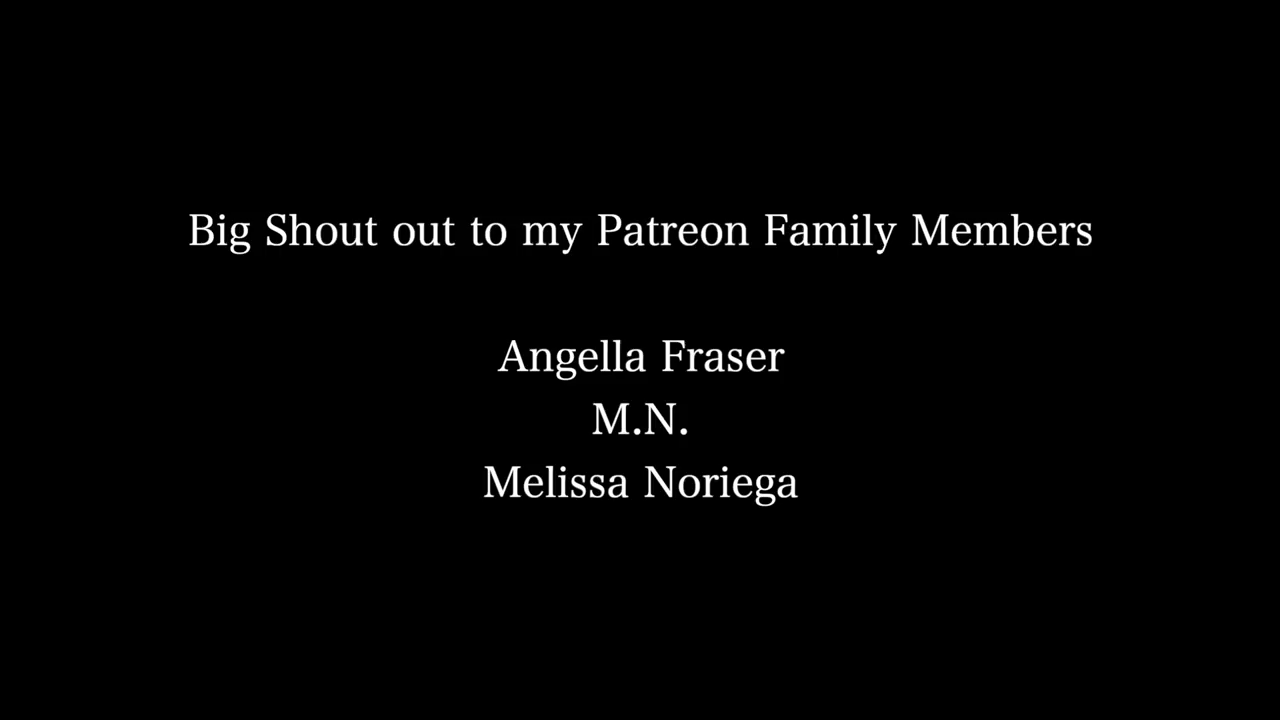 Big Shout out to my Patreon Family Members
Angella Fraser
M.N.
Melissa Noriega